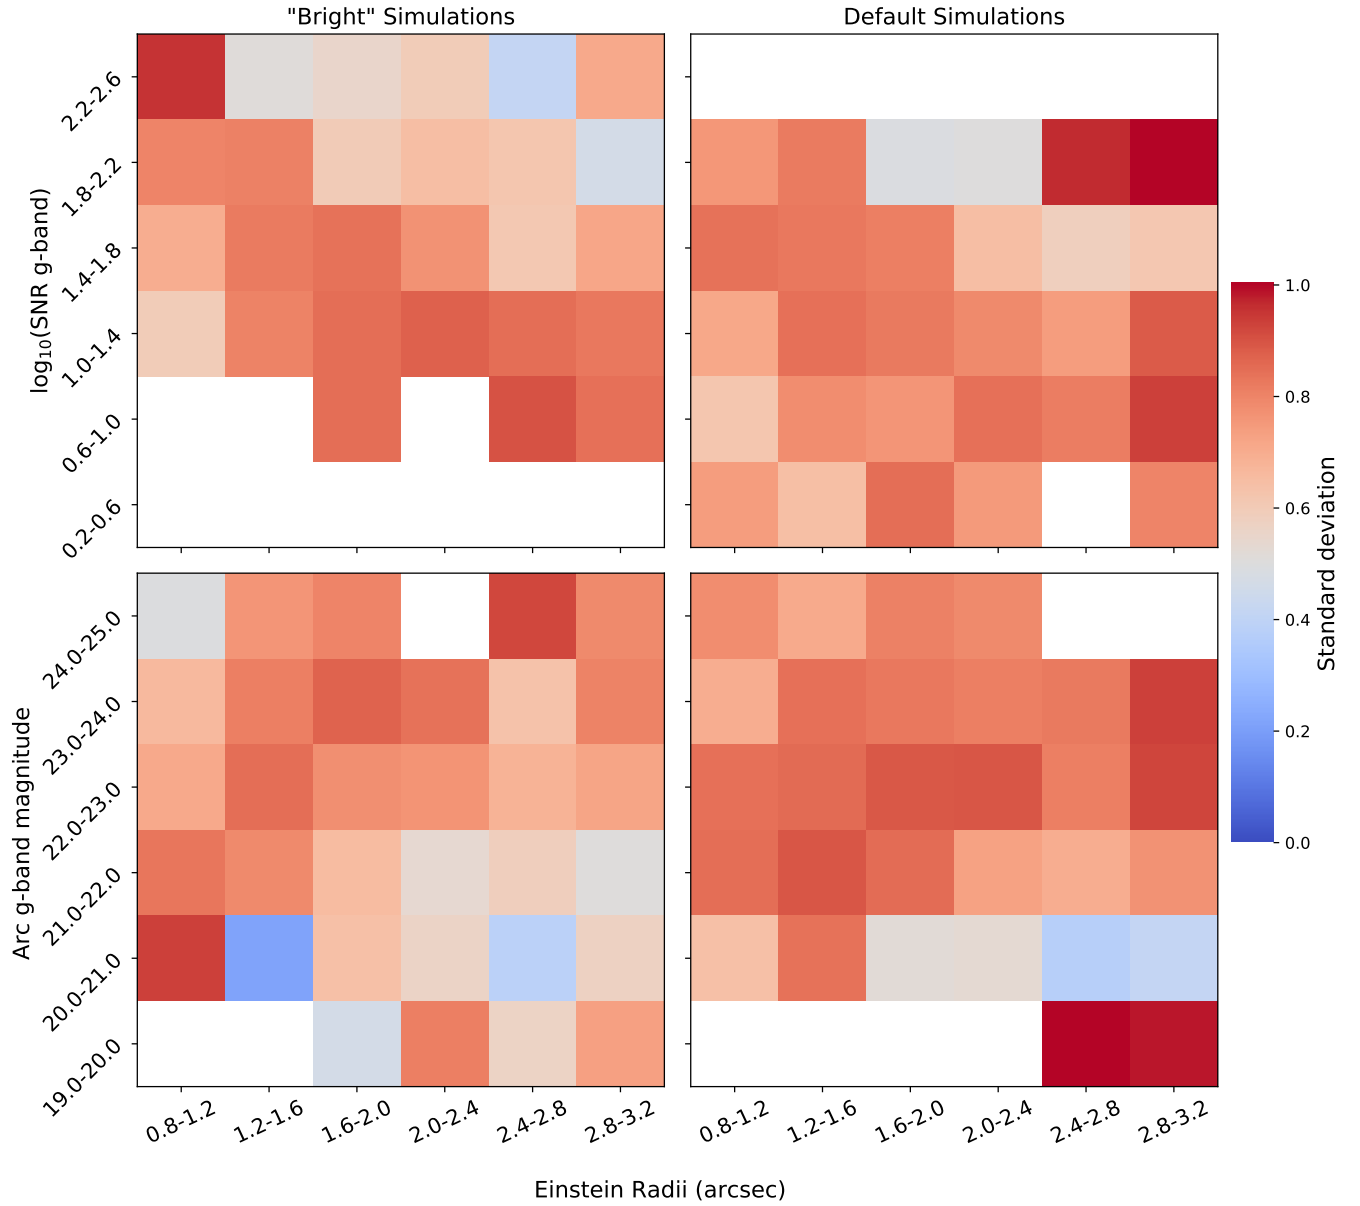 "Bright" Simulations
Default Simulations
log10(SNR g-band)
2.2-2.6
1.8-2.2
1.4-1.8
1.0-1.4
0.6-1.0
0.2-0.6
Arc g-band magnitude
24.0-25.0
23.0-24.0
22.0-23.0
21.0-22.0
20.0-21.0
19.0-20.0
0.8-1.2 1.2-1.6 1.6-2.0 2.0-2.4 2.4-2.8 2.8-3.2
0.8-1.2 1.2-1.6 1.6-2.0 2.0-2.4 2.4-2.8 2.8-3.2
Einstein Radii (arcsec)
1.0
0.8
0.6
0.4
0.2
0.0
Standard deviation